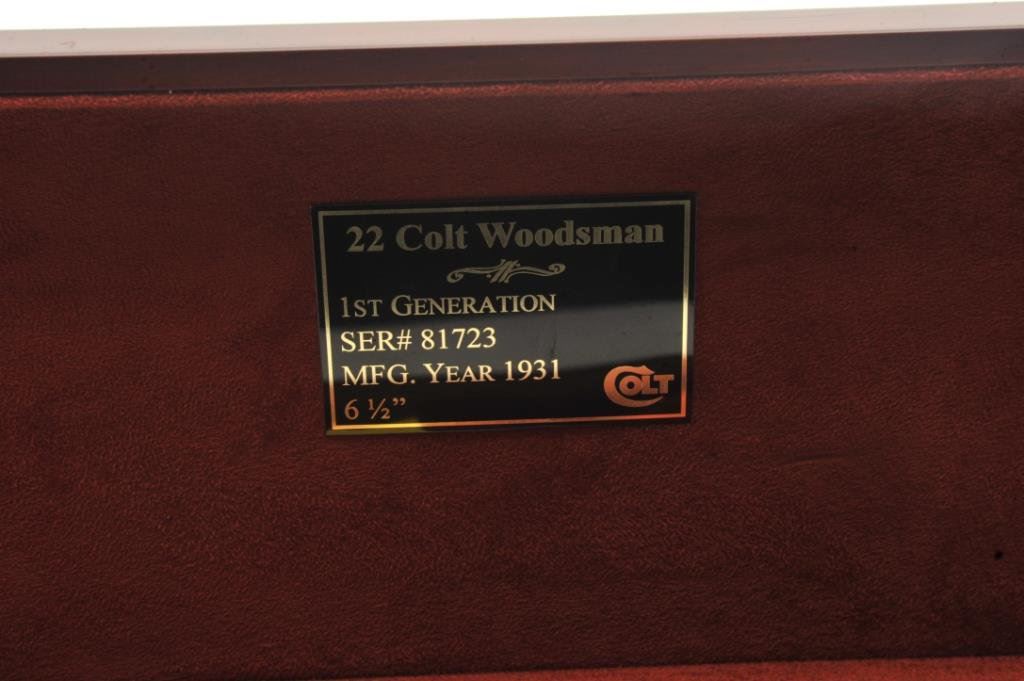 22 Colt Woodsman
1ST GENERATION
SER# 81723
MFG. YEAR 1931
6 ½”
COLT